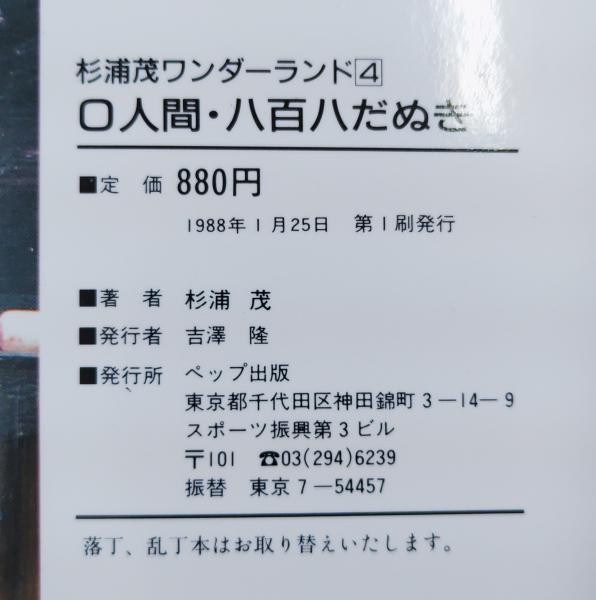 杉浦茂ワンダーランド4
0人間・八百八だぬき
■定 価 880円
1988年1月25日 第1刷発行
■著 者 杉浦 茂
■発行者 吉澤 隆
■発行所 ペップ出版
東京都千代田区神田錦町3―14―9
スポーツ振興第3ビル
〒101 ☎03(294)6239
振替 東京7―54457
落丁、乱丁本はお取り替えいたします。